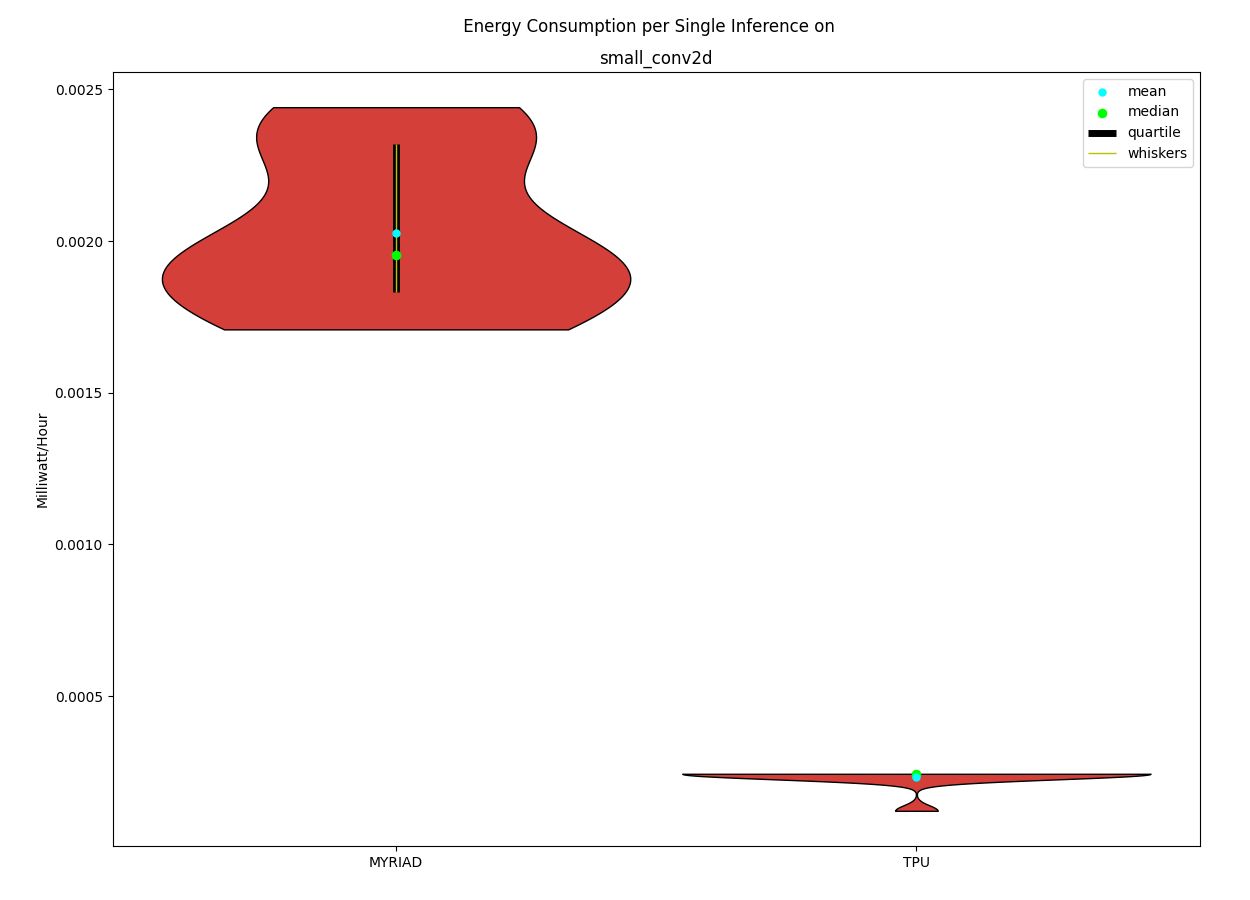 Energy Consumption per Single Inference on
small_conv2d
0.0025
0.0020
0.0015
0.0010
0.0005
Milliwatt/Hour
mean
median
quartile
whiskers
MYRIAD
TPU